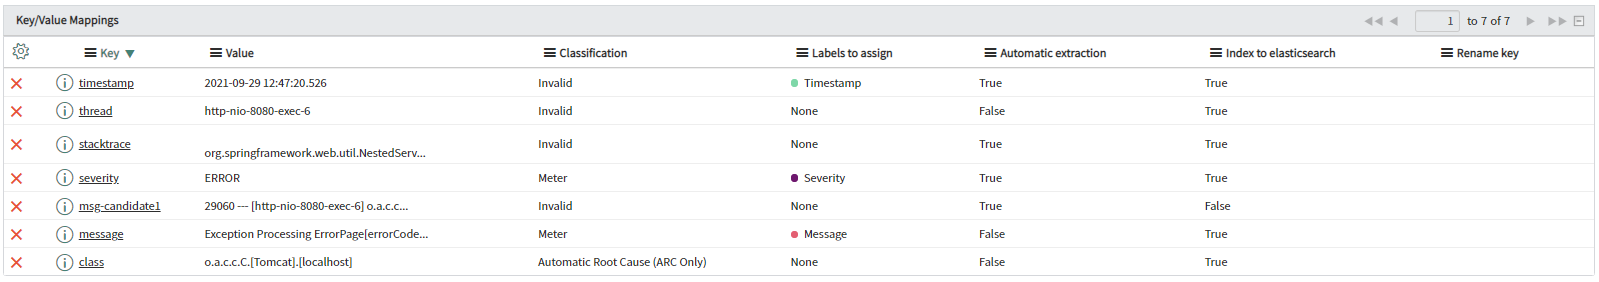 Key/Value Mappings 1 to 7 of 7
Key Value Classification Labels to assign Automatic extraction Index to elasticsearch Rename key
timestamp 2021-09-29 12:47:20.526 Invalid Timestamp True True
thread http-nio-8080-exec-6 Invalid None False True
stacktrace org.springframework.web.util.NestedServ... Invalid None True True
severity ERROR Meter Severity True True
msg-candidate1 29060 --- [http-nio-8080-exec-6] o.a.c.c... Invalid None True False
message Exception Processing ErrorPage[errorCode... Meter Message False True
class o.a.c.c.C.[Tomcat].[localhost] Automatic Root Cause (ARC Only) None False True